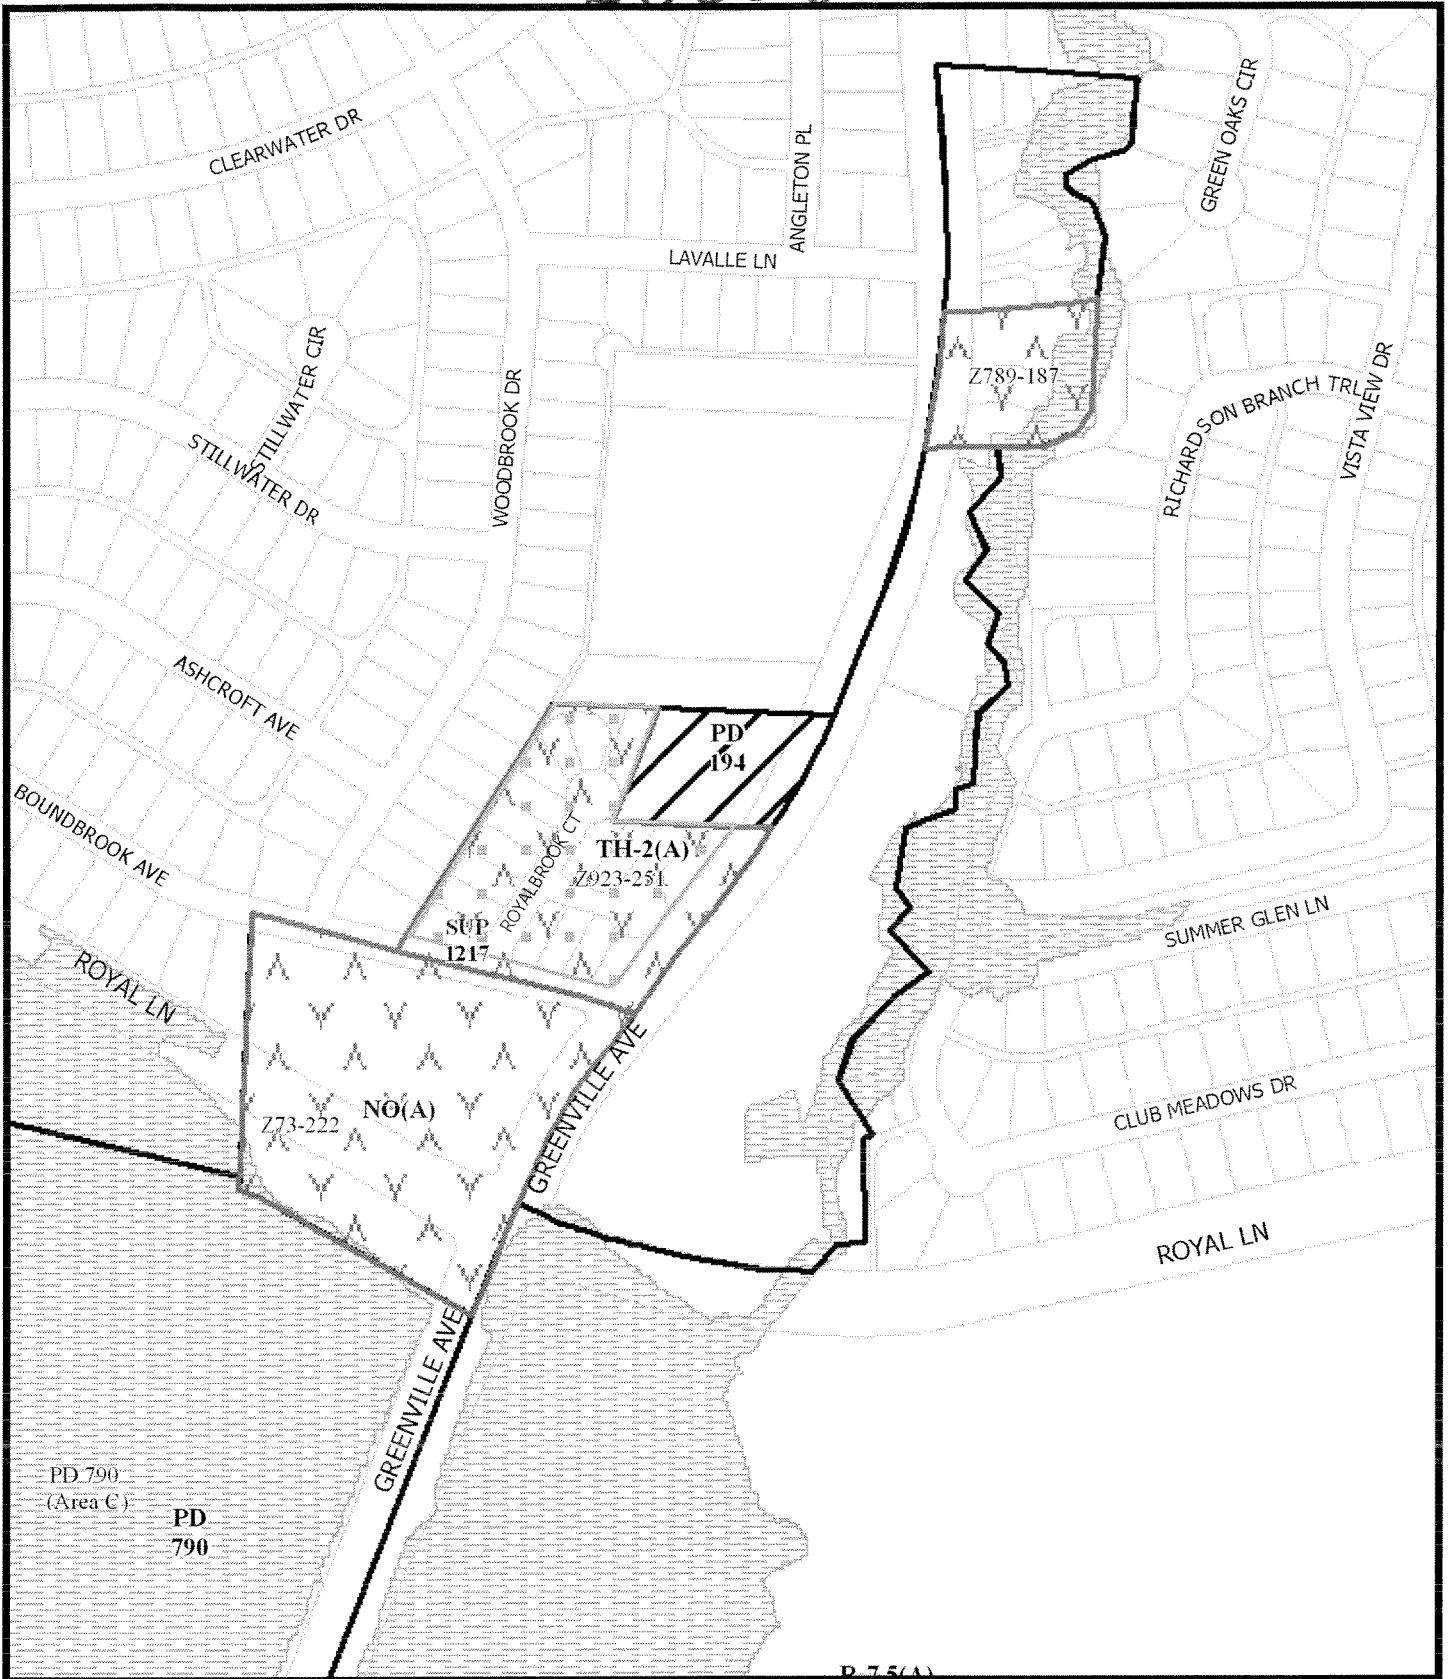 CLEARWATER DR
ANGLETON PL
GREEN OAKS CIR
LAVALLE LN
STILLWATER CIR
WOODBROOK DR
Z789-187
RICHARDSON BRANCH TRL
VISTA VIEW DR
STILLWATER DR
ASHCROFT AVE
PD
194
BOUNDBROOK AVE
ROYALBROOK CT
TH-2(A)
Z923-251
SUP
1217
SUMMER GLEN LN
ROYAL LN
GREENVILLE AVE
NO(A)
Z73-222
CLUB MEADOWS DR
ROYAL LN
GREENVILLE AVE
PD 790
(Area C)
PD
790
R-7.5(A)